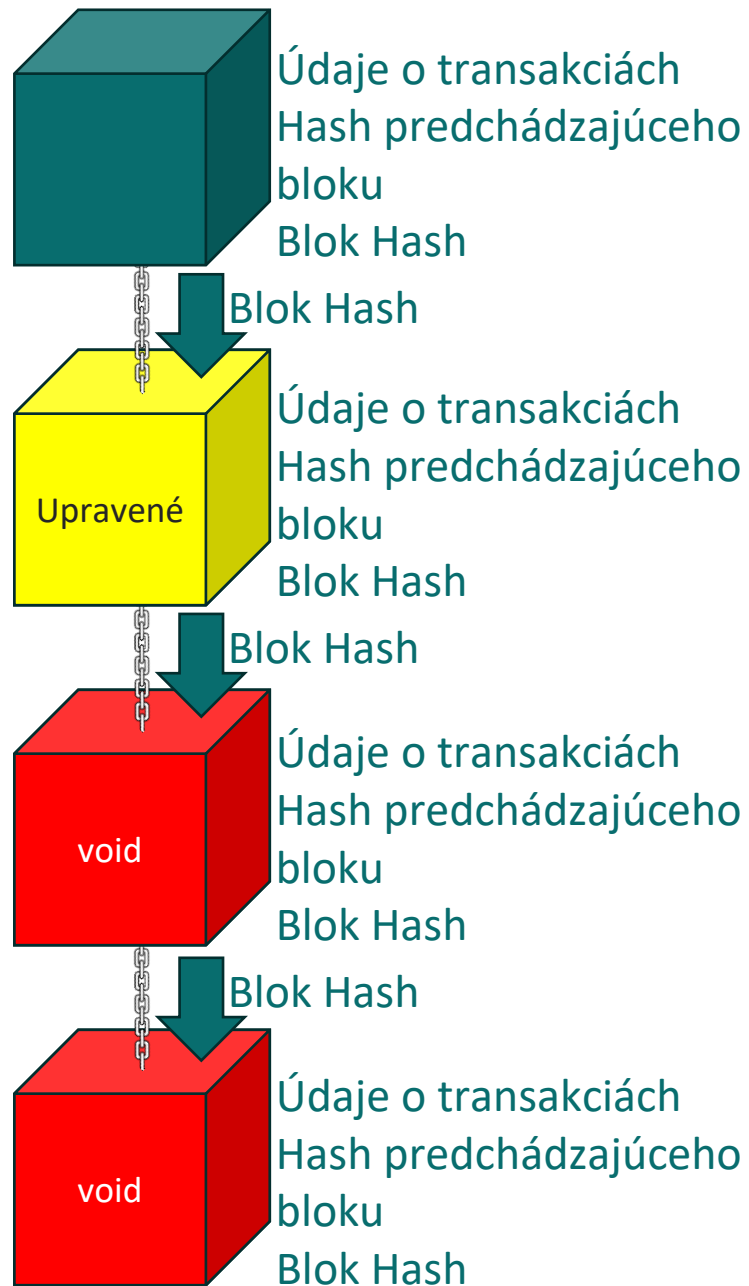 Údaje o transakciách
Hash predchádzajúceho
bloku
Blok Hash
Blok Hash
Údaje o transakciách
Hash predchádzajúceho
Upravené
bloku
Blok Hash
Blok Hash
Údaje o transakciách
Hash predchádzajúceho
void
bloku
Blok Hash
Blok Hash
Údaje o transakciách
Hash predchádzajúceho
void
bloku
Blok Hash